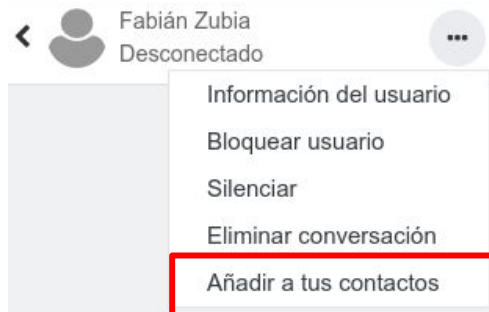 Fabián Zubia
Desconectado
Información del usuario
Bloquear usuario
Silenciar
Eliminar conversación
Añadir a tus contactos